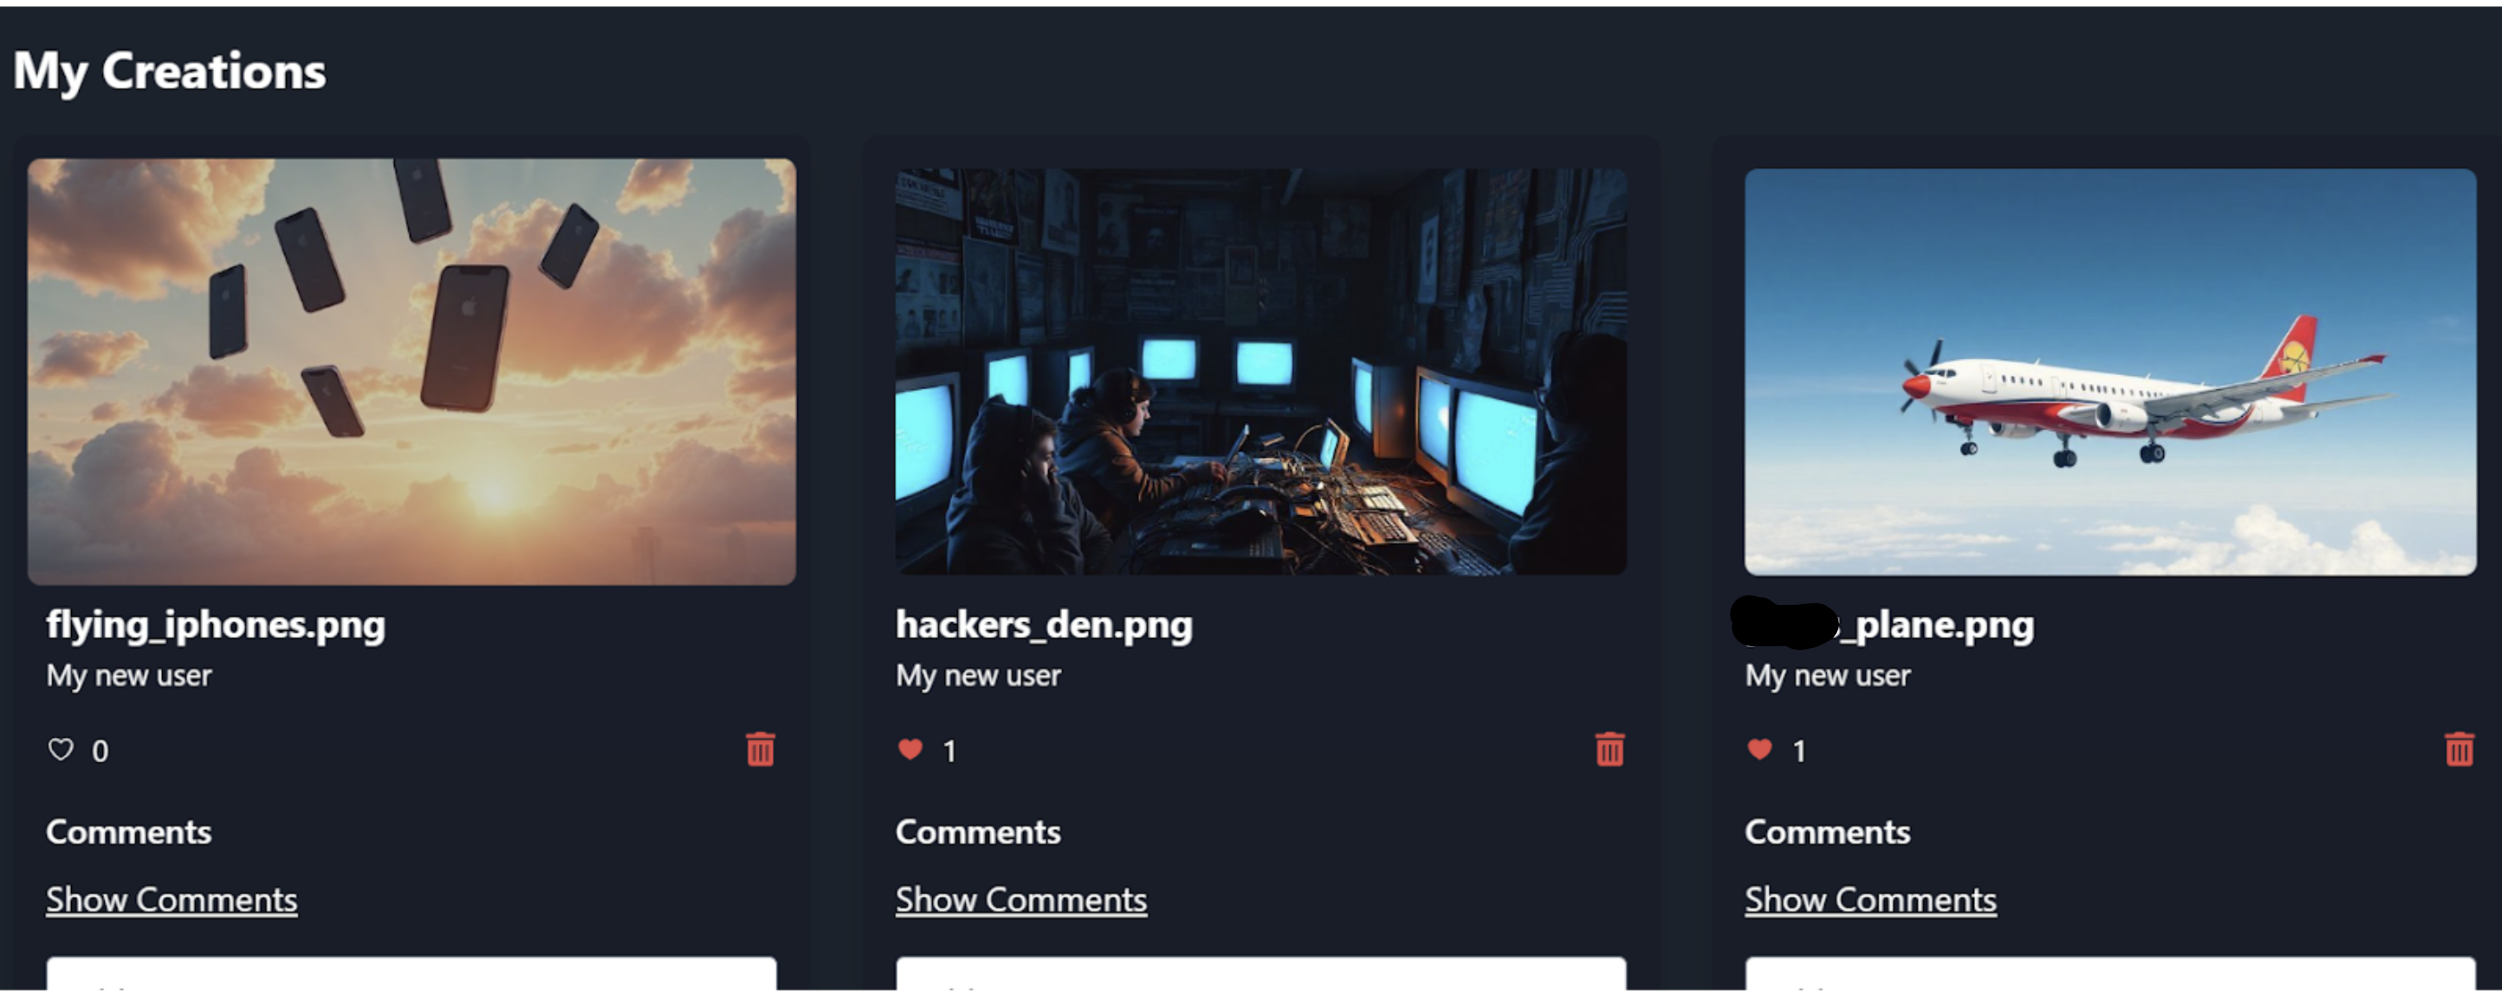 My Creations
flying_iphones.png
My new user
0
Comments
Show Comments
hackers_den.png
My new user
1
Comments
Show Comments
_plane.png
My new user
1
Comments
Show Comments